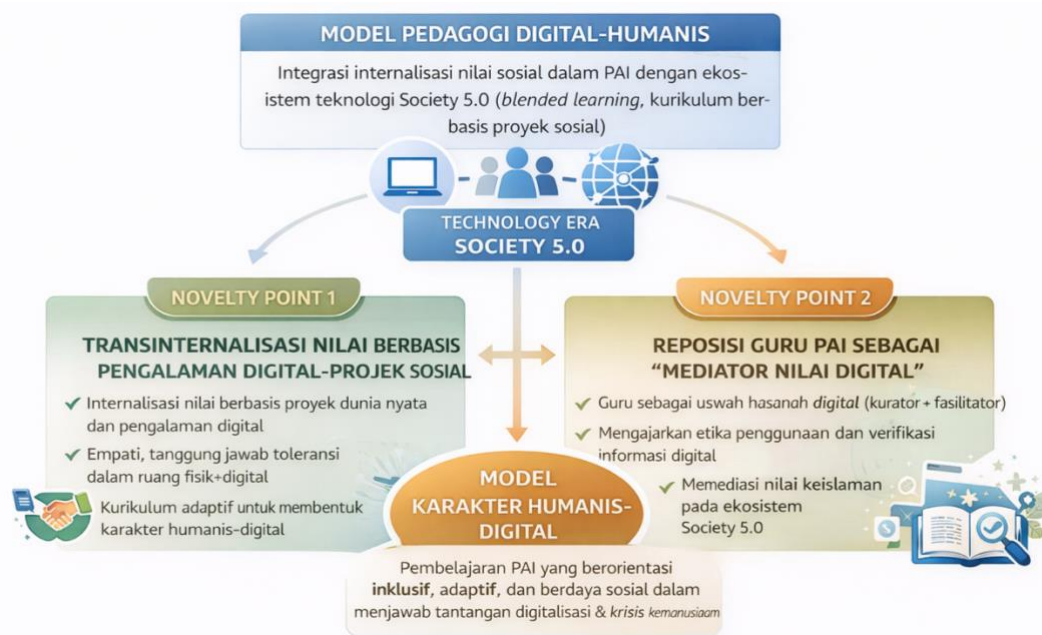 MODEL PEDAGOGI DIGITAL-HUMANIS
Integrasi internalisasi nilai sosial dalam PAI dengan ekos-
istem teknologi Society 5.0 (blended learning, kurikulum ber-
basis proyek sosial)
TECHNOLOGY ERA
SOCIETY 5.0
NOVELTY POINT 1
TRANSINTERNALISASI NILAI BERBASIS
PENGALAMAN DIGITAL-PROJEK SOSIAL
✓ Internalisasi nilai berbasis proyek dunia nyata
dan pengalaman digital
✓ Empati, tanggung jawab toleransi
dalam ruang fisik+digital
Kurikulum adaptif untuk membentuk
karakter humanis-digital
NOVELTY POINT 2
REPOSISI GURU PAI SEBAGAI
“MEDIATOR NILAI DIGITAL”
✓ Guru sebagai uswah hasanah digital (kurator + fasilitator)
✓ Mengajarkan etika penggunaan dan verifikasi
informasi digital
✓ Memediasi nilai keislaman
pada ekosistem
Society 5.0
MODEL
KARAKTER HUMANIS-
DIGITAL
Pembelajaran PAI yang berorientasi
inklusif, adaptif, dan berdaya sosial dalam
menjawab tantangan digitalisasi & krisis kemanusiaam